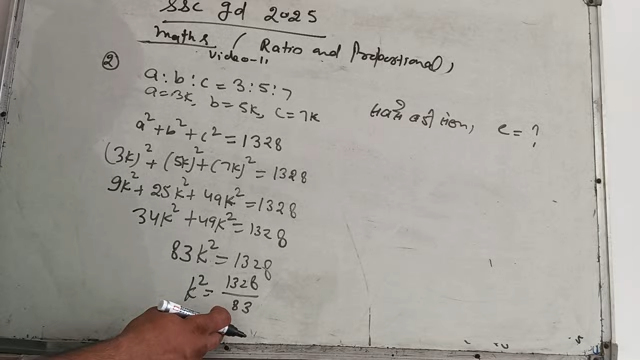 SSC gd 2025
Maths (Ratio and Proportional),
Video-11
② a:b:c = 3:5:7
a=3k, b=5k, c=7k
c=?
a²+b²+c²=1328
(3k)²+(5k)²+(7k)²=1328
9k²+25k²+49k²=1328
34k²+49k²=1328
83k²=1328
k²=1328/83